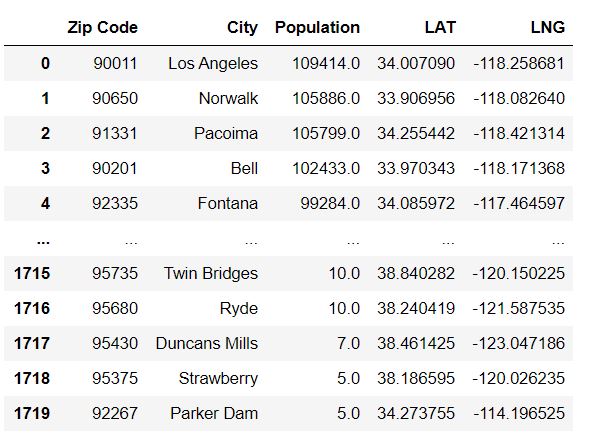 Zip Code City Population LAT LNG
0 90011 Los Angeles 109414.0 34.007090 -118.258681
1 90650 Norwalk 105886.0 33.906956 -118.082640
2 91331 Pacoima 105799.0 34.255442 -118.421314
3 90201 Bell 102433.0 33.970343 -118.171368
4 92335 Fontana 99284.0 34.085972 -117.464597
... ... ... ... ... ...
1715 95735 Twin Bridges 10.0 38.840282 -120.150225
1716 95680 Ryde 10.0 38.240419 -121.587535
1717 95430 Duncans Mills 7.0 38.461425 -123.047186
1718 95375 Strawberry 5.0 38.186595 -120.026235
1719 92267 Parker Dam 5.0 34.273755 -114.196525